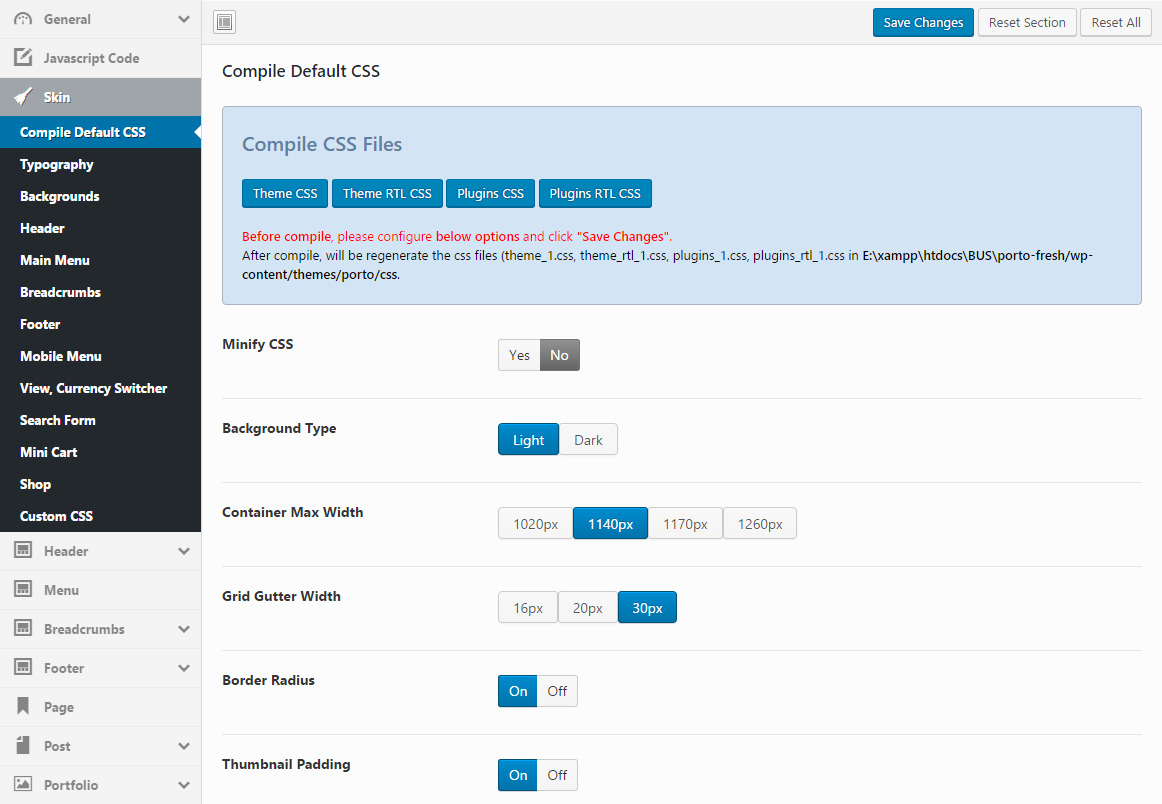 General
Javascript Code
Skin
Compile Default CSS
Typography
Backgrounds
Header
Main Menu
Breadcrumbs
Footer
Mobile Menu
View, Currency Switcher
Search Form
Mini Cart
Shop
Custom CSS
Header
Menu
Breadcrumbs
Footer
Page
Post
Portfolio
Save Changes Reset Section Reset All
Compile Default CSS
Compile CSS Files
Theme CSS Theme RTL CSS Plugins CSS Plugins RTL CSS
Before compile, please configure below options and click "Save Changes".
After compile, will be regenerate the css files (theme_1.css, theme_rtl_1.css, plugins_1.css, plugins_rtl_1.css in E:\xampp\htdocs\BUS\porto-fresh/wp-
content/themes/porto/css.
Minify CSS Yes No
Background Type Light Dark
Container Max Width 1020px 1140px 1170px 1260px
Grid Gutter Width 16px 20px 30px
Border Radius On Off
Thumbnail Padding On Off